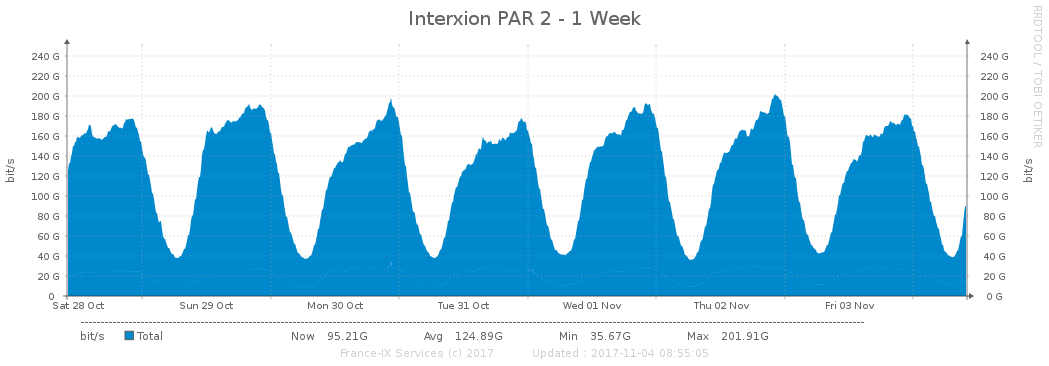 Interxion PAR 2 - 1 Week
RRDTOOL / TOBI OETIKER
bit/s
240 G 240 G
220 G 220 G
200 G 200 G
180 G 180 G
160 G 160 G
140 G 140 G
120 G 120 G
100 G 100 G
80 G 80 G
60 G 60 G
40 G 40 G
20 G 20 G
0 0 G
bit/s
Sat 28 Oct Sun 29 Oct Mon 30 Oct Tue 31 Oct Wed 01 Nov Thu 02 Nov Fri 03 Nov
bit/s Total Now 95.21G Avg 124.89G Min 35.67G Max 201.91G
France-IX Services (c) 2017 Updated : 2017-11-04 08:55:05